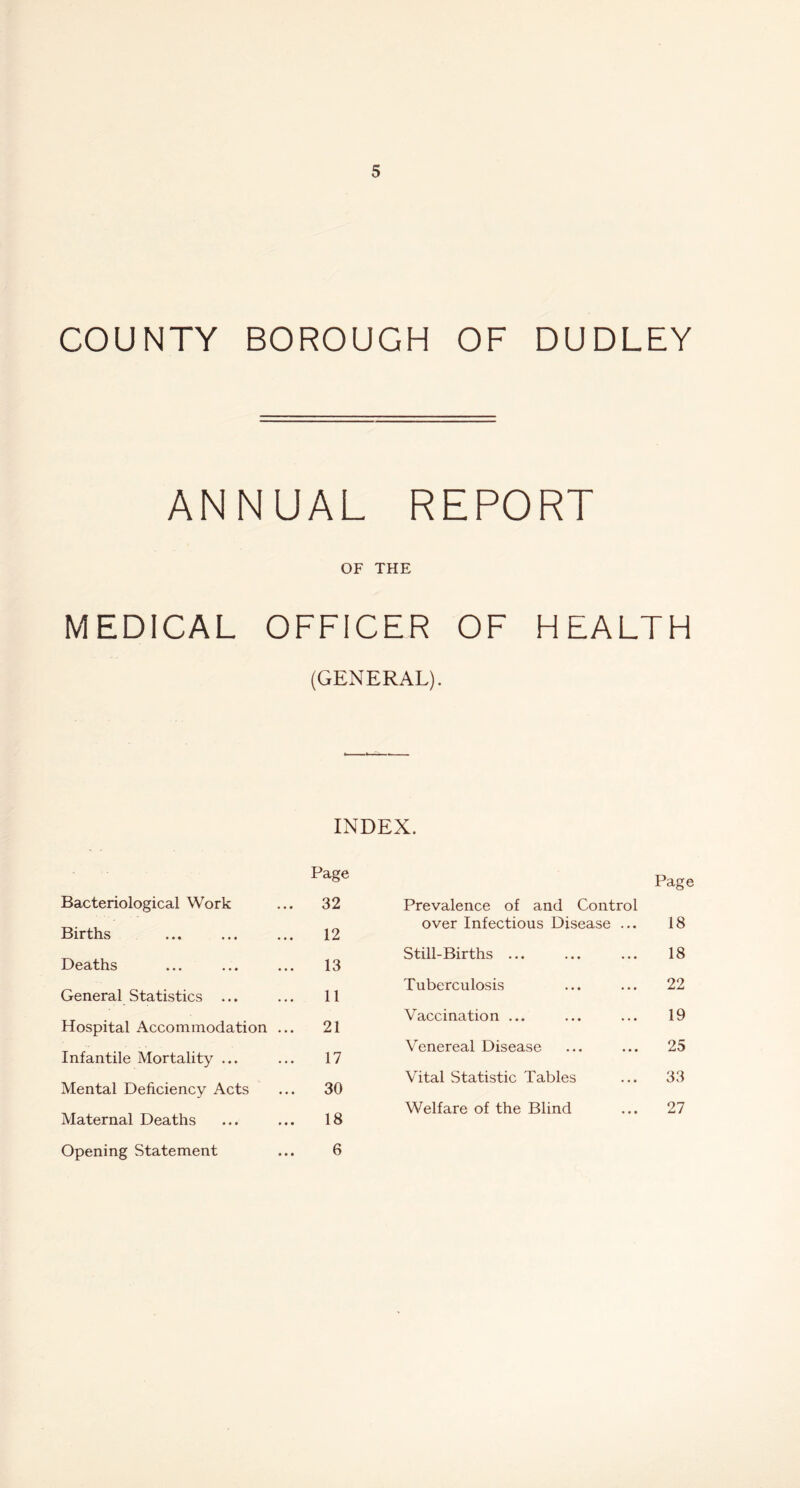 5
COUNTY BOROUGH OF DUDLEY
ANNUAL REPORT
OF THE
MEDICAL OFFICER OF HEALTH
(GENERAL).
INDEX.
Page
Bacteriological Work ... 32
Births ... ... ... 12
Deaths ... ... ... 13
General Statistics ... ... 11
Hospital Accommodation ... 21
Infantile Mortality ... ... 17
Mental Deficiency Acts ... 30
Maternal Deaths ... ... 18
Opening Statement ... 6
Page
Prevalence of and Control
over Infectious Disease ... 18
Still-Births ... ... ... 18
Tuberculosis ... ... 22
Vaccination ... ... ... 19
Venereal Disease ... ... 25
Vital Statistic Tables ... 33
Welfare of the Blind ... 27